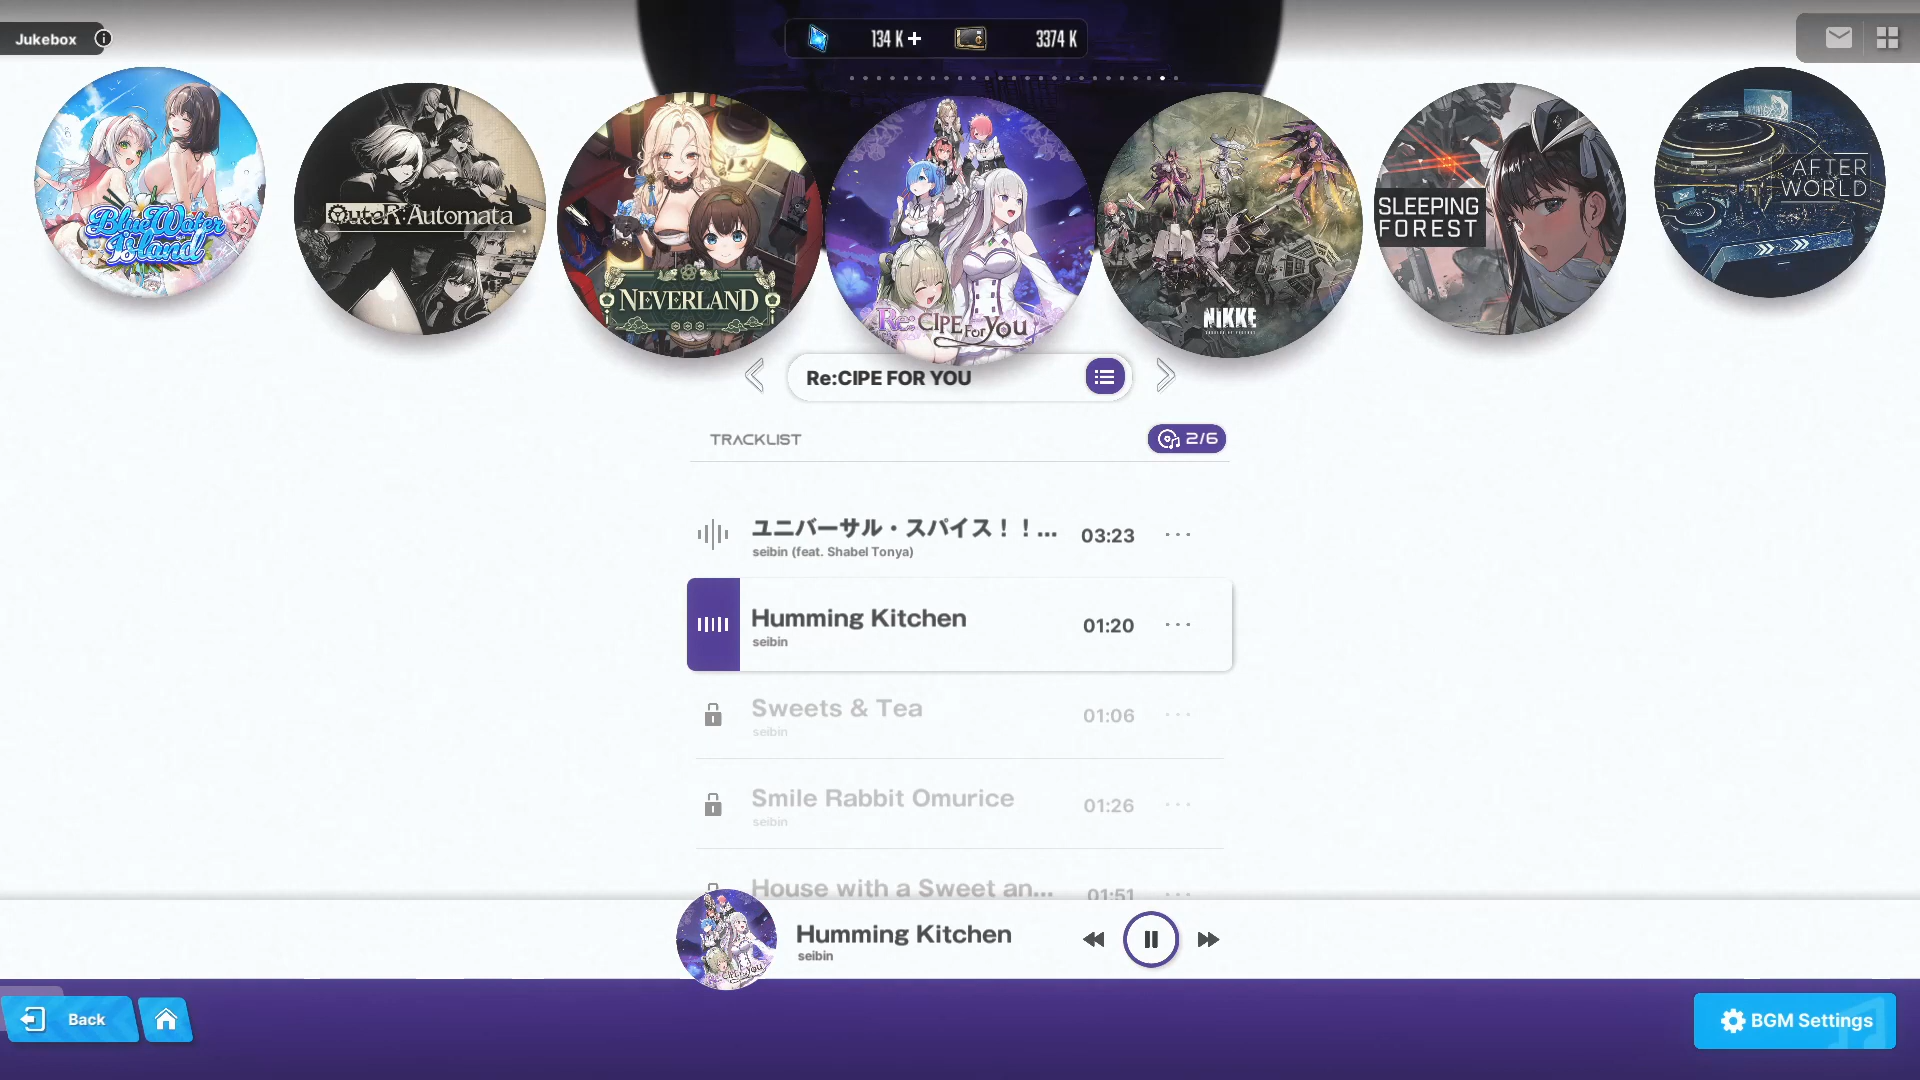 Jukebox
134 K
3374 K
Blue Water
Island
OuteR:Automata
NEVERLAND
Re:CIPE For You
NIKKE
SLEEPING
FOREST
AFTER
WORLD
Re:CIPE FOR YOU
TRACKLIST
2/6
ユニバーサル・スパイス！！...
03:23
seibin (feat. Shabel Tonya)
Humming Kitchen
01:20
seibin
Sweets & Tea
01:06
seibin
Smile Rabbit Omurice
01:26
seibin
House with a Sweet an...
01:51
Humming Kitchen
seibin
Back
BGM Settings